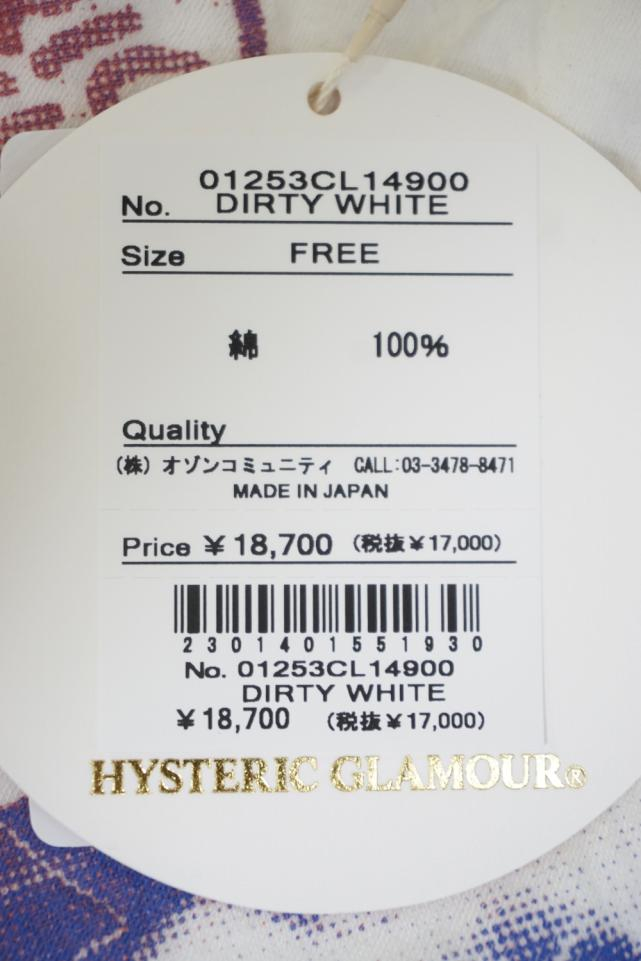 01253CL14900
No. DIRTY WHITE
Size FREE
綿 100%
Quality
(株) オゾンコミュニティ CALL:03-3478-8471
MADE IN JAPAN
Price ¥18,700 (税抜¥17,000)
2301401551930
No. 01253CL14900
DIRTY WHITE
¥18,700 (税抜¥17,000)
HYSTERIC GLAMOUR®